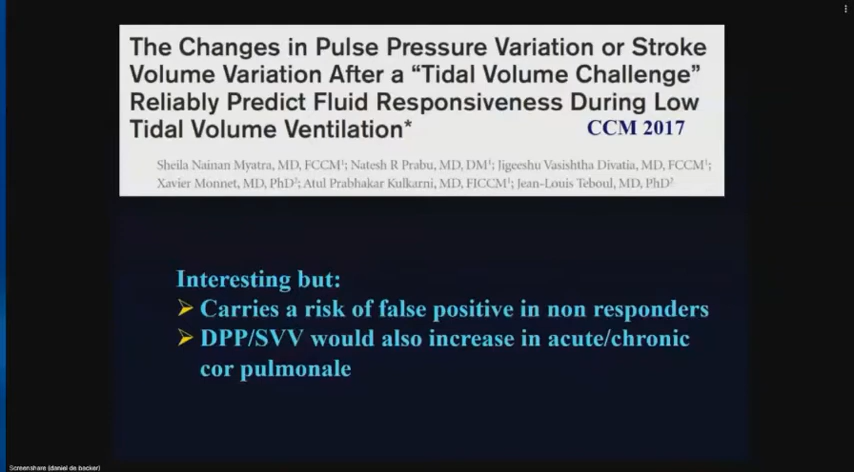 The Changes in Pulse Pressure Variation or Stroke
Volume Variation After a “Tidal Volume Challenge”
Reliably Predict Fluid Responsiveness During Low
Tidal Volume Ventilation*
CCM 2017
Sheila Nainan Myatra, MD, FCCM¹; Natesh R Prabu, MD, DM¹; Jigeeshu Vasishtha Divatia, MD, FCCM¹;
Xavier Monnet, MD, PhD²; Atul Prabhakar Kulkarni, MD, FICCM¹; Jean-Louis Teboul, MD, PhD²
Interesting but:
➢ Carries a risk of false positive in non responders
➢ DPP/SVV would also increase in acute/chronic
cor pulmonale
Screenshare (daniel de backer)